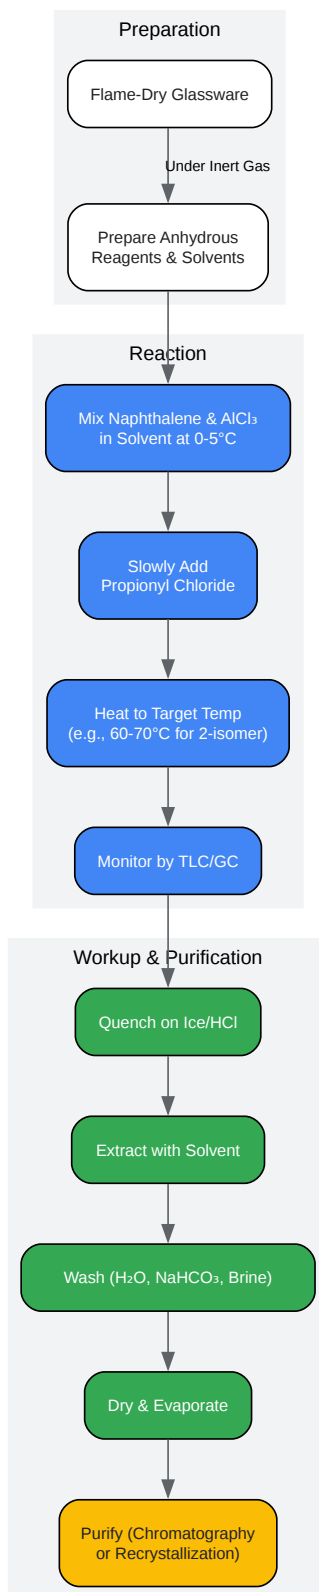 Preparation
Flame-Dry Glassware
Under Inert Gas
Prepare Anhydrous
Reagents & Solvents
Reaction
Mix Naphthalene & AlCl₃
in Solvent at 0-5°C
Slowly Add
Propionyl Chloride
Heat to Target Temp
(e.g., 60-70°C for 2-isomer)
Monitor by TLC/GC
Workup & Purification
Quench on Ice/HCl
Extract with Solvent
Wash (H₂O, NaHCO₃, Brine)
Dry & Evaporate
Purify (Chromatography
or Recrystallization)